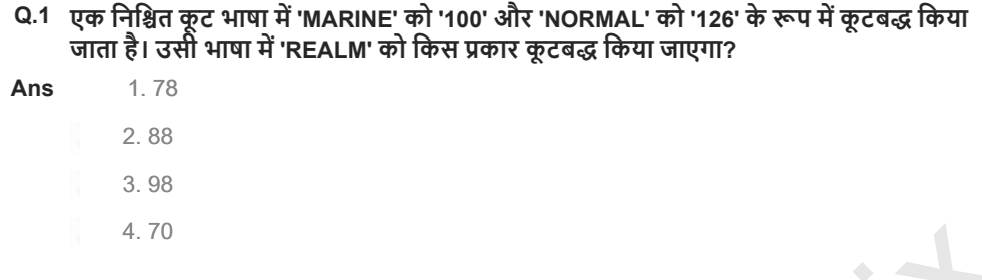 Q.1 एक निश्चित कूट भाषा में 'MARINE' को '100' और 'NORMAL' को '126' के रूप में कूटबद्ध किया
जाता है। उसी भाषा में 'REALM' को किस प्रकार कूटबद्ध किया जाएगा?
Ans 1. 78
2. 88
3. 98
4. 70